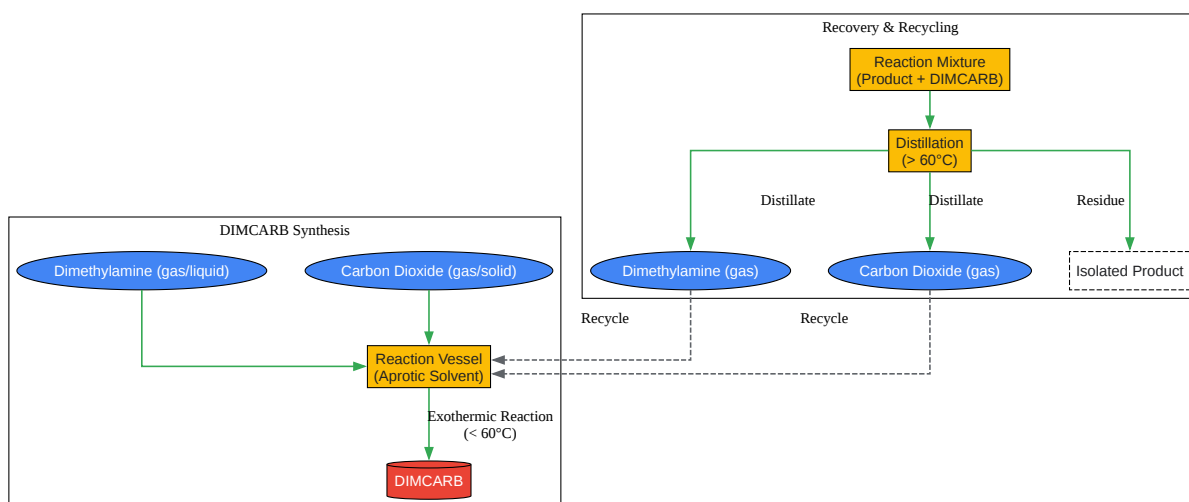 Recovery & Recycling
Reaction Mixture
(Product + DIMCARB)
Distillation
(> 60°C)
Distillate
Distillate
Residue
Dimethylamine (gas)
Carbon Dioxide (gas)
Isolated Product
DIMCARB Synthesis
Dimethylamine (gas/liquid)
Carbon Dioxide (gas/solid)
Recycle
Recycle
Reaction Vessel
(Aprotic Solvent)
Exothermic Reaction
(< 60°C)
DIMCARB